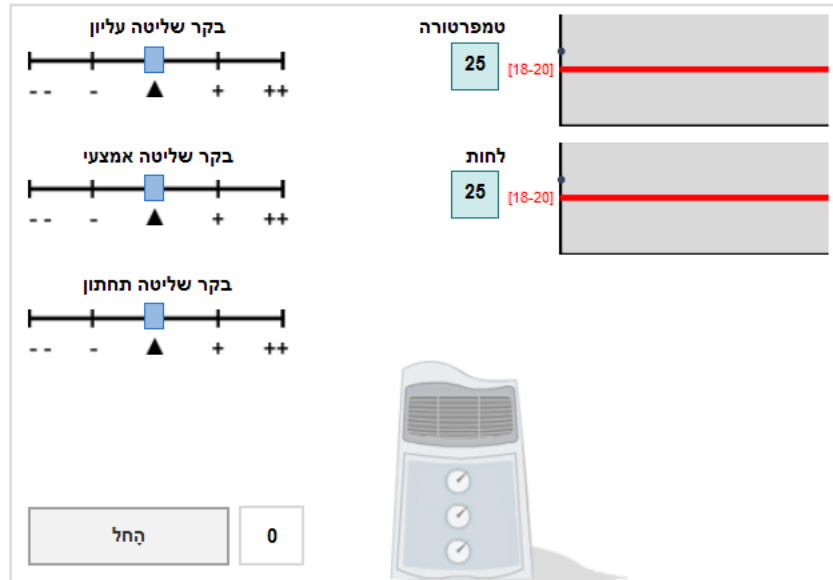 בקר שליטה עליון
- - - ▲ + ++
בקר שליטה אמצעי
- - - ▲ + ++
בקר שליטה תחתון
- - - ▲ + ++
טמפרטורה
25 [18-20]
לחות
25 [18-20]
הָחל 0